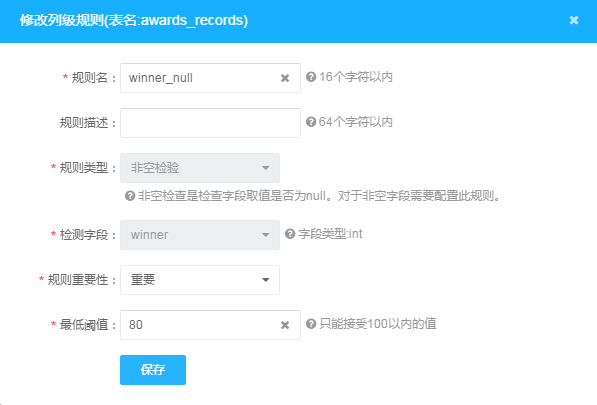 修改列级规则(表名:awards_records)
* 规则名： winner_null 16个字符以内
规则描述： 64个字符以内
* 规则类型： 非空检验
非空检查是检查字段取值是否为null。对于非空字段需要配置此规则。
* 检测字段： winner 字段类型:int
* 规则重要性： 重要
* 最低阈值： 80 只能接受100以内的值
保存